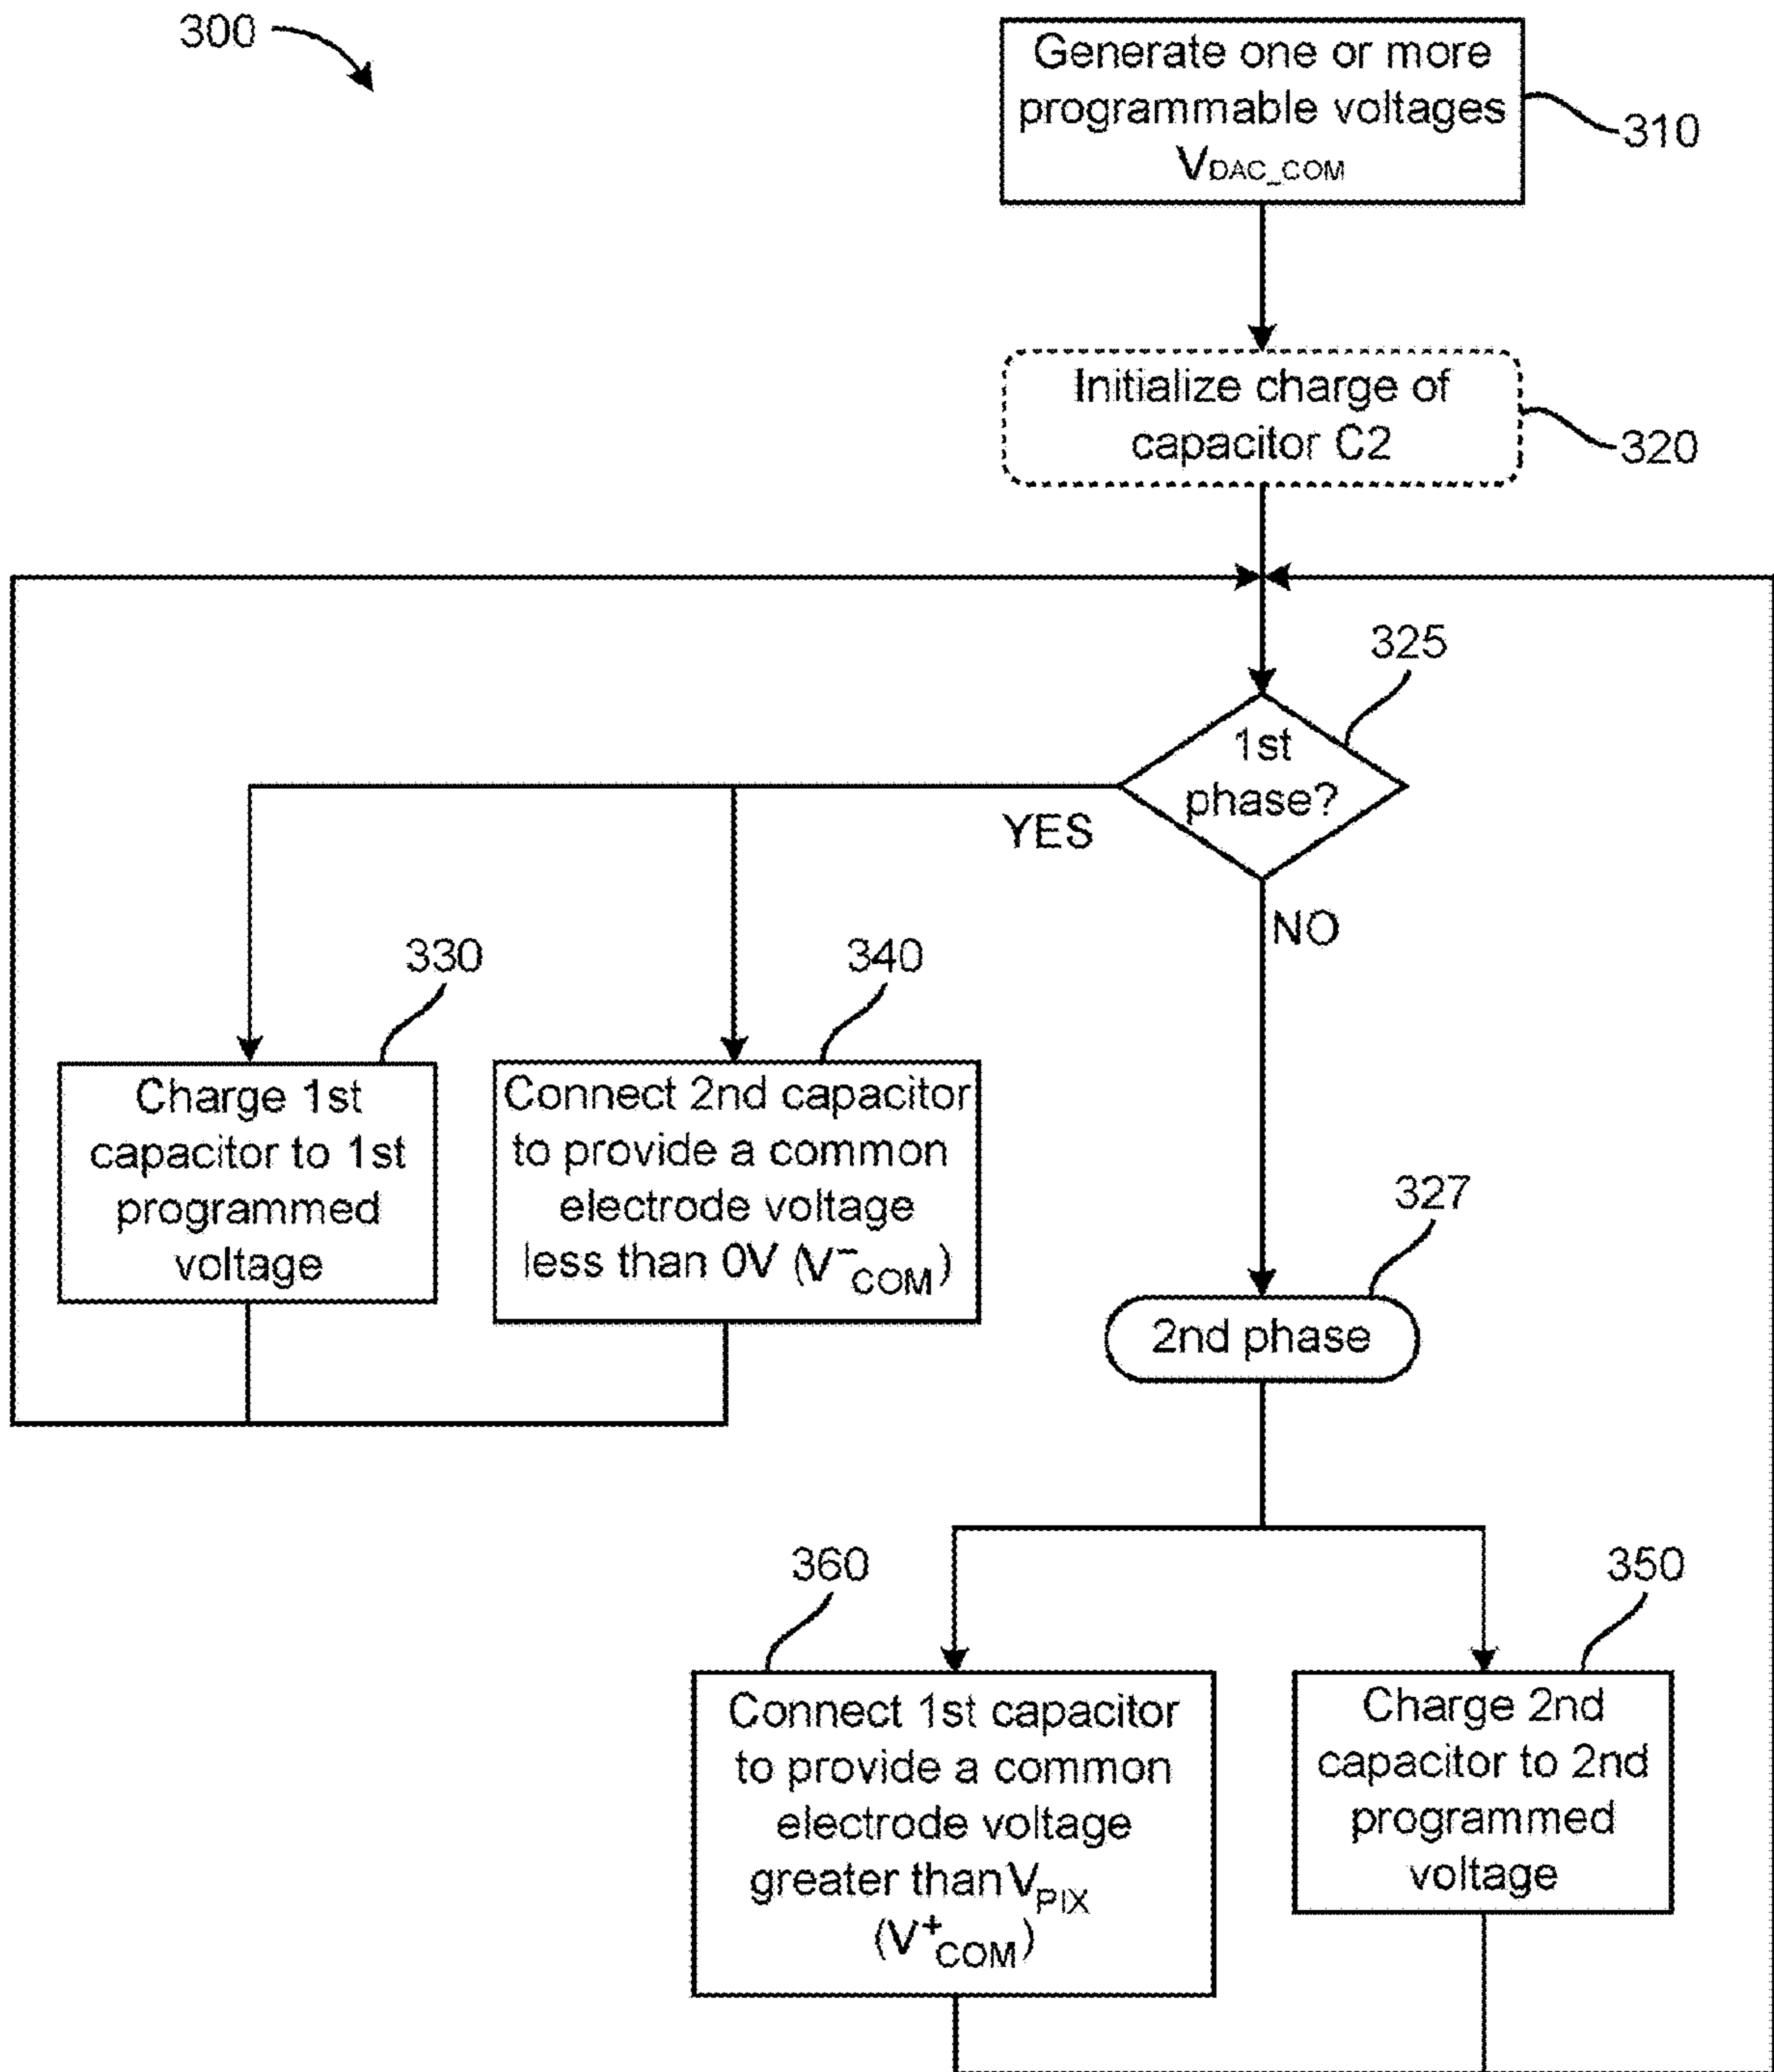 300
Generate one or more
programmable voltages
VDAC_COM
310
Initialize charge of
capacitor C2
320
325
1st
phase?
YES
NO
330
340
Charge 1st
capacitor to 1st
programmed
voltage
Connect 2nd capacitor
to provide a common
electrode voltage
less than 0V (V⁻COM)
327
2nd phase
360
350
Connect 1st capacitor
to provide a common
electrode voltage
greater than VPIX
(V⁺COM)
Charge 2nd
capacitor to 2nd
programmed
voltage